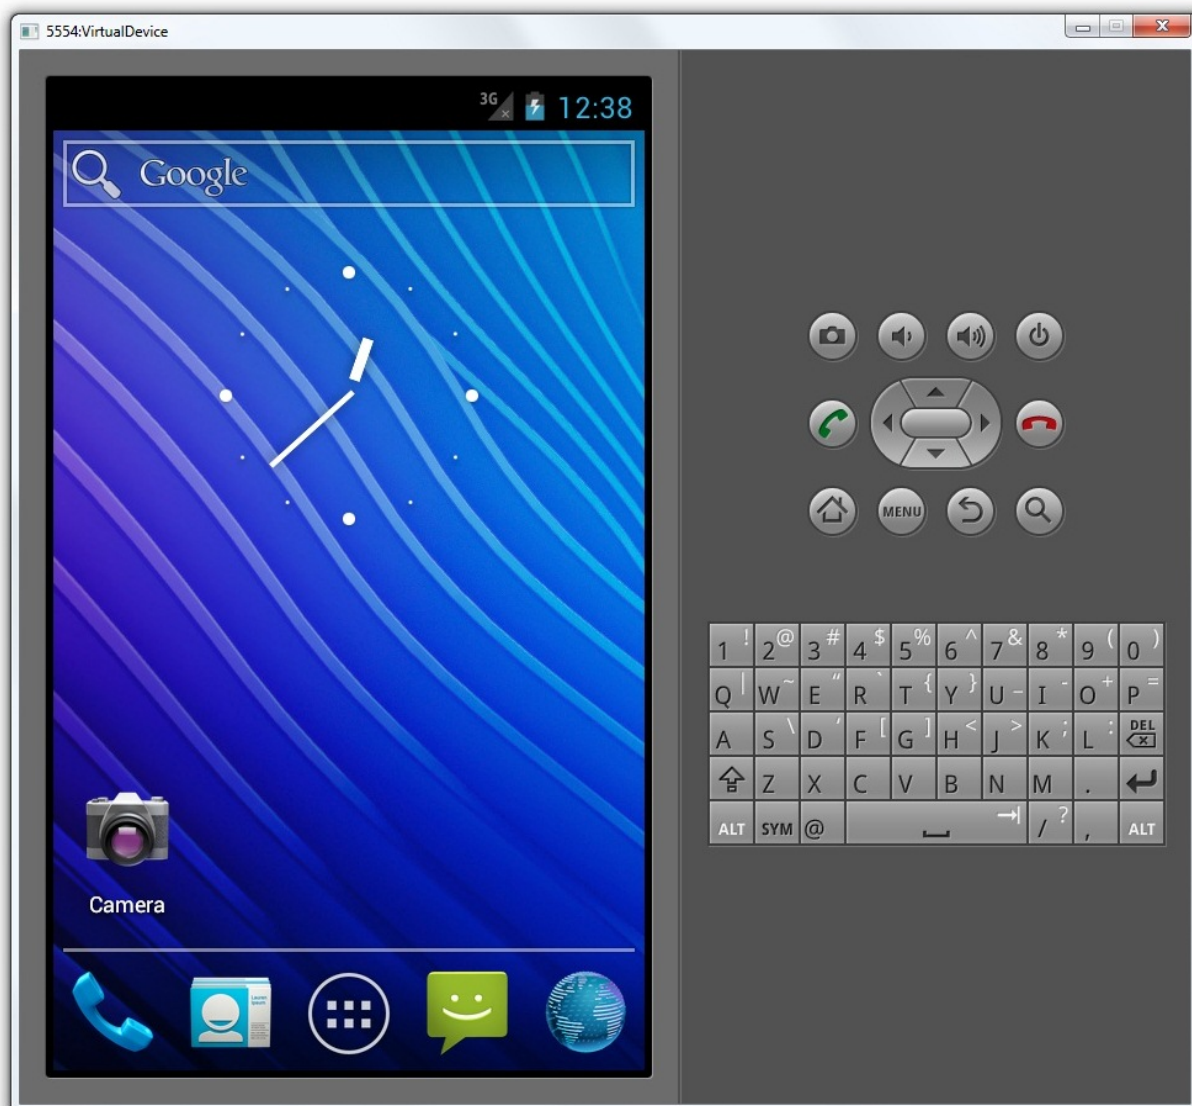 5554:VirtualDevice
3G 12:38
Google
Camera
MENU
1 ! 2 @ 3 # 4 $ 5 % 6 ^ 7 & 8 * 9 ( 0 )
Q | W ~ E “ R ` T { Y } U _ I - O + P =
A S \ D ‘ F [ G ] H < J > K ; L : DEL
Z X C V B N M .
ALT SYM @ / ? , ALT